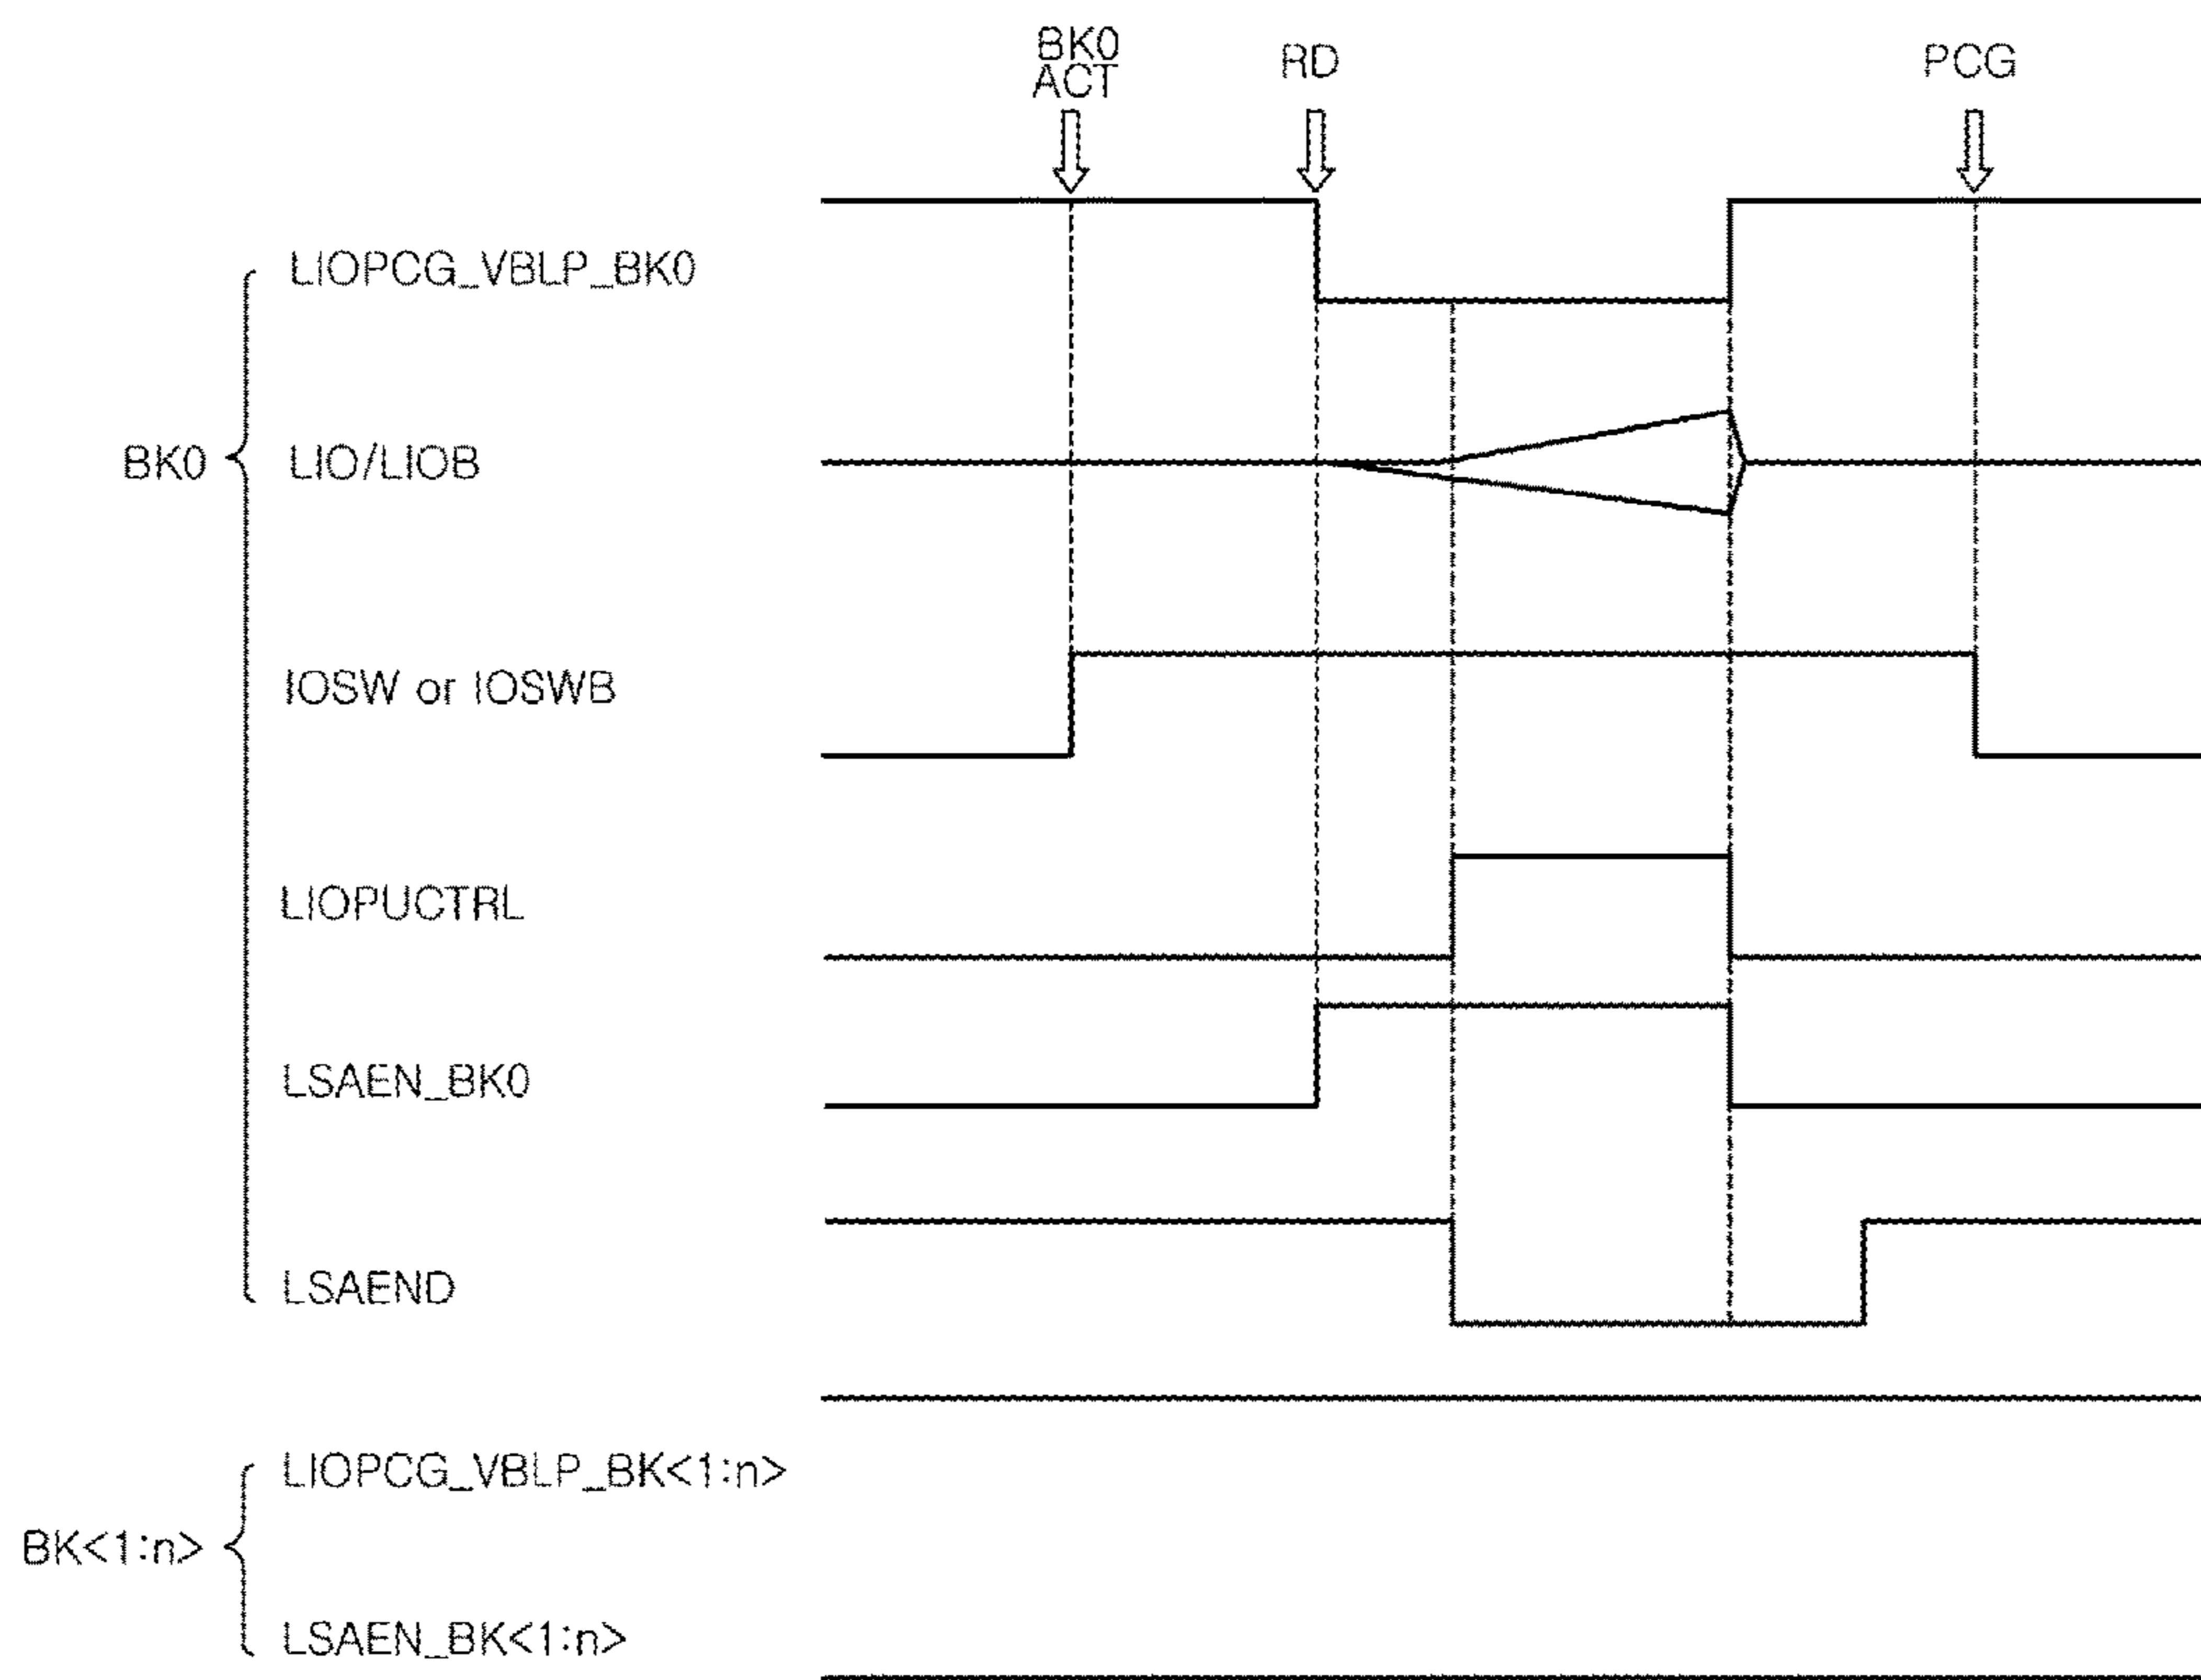 BK0
ACT
RD
PCG
LIOPCG_VBLP_BK0
BK0
LIO/LIOB
IOSW or IOSWB
LIOPUCTRL
LSAEN_BK0
LSAEND
LIOPCG_VBLP_BK<1:n>
BK<1:n>
LSAEN_BK<1:n>